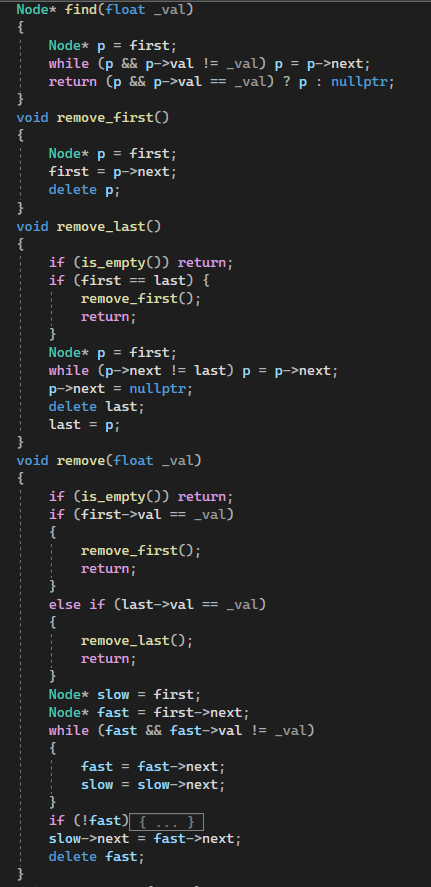 Node* find(float _val)
{
    Node* p = first;
    while (p && p->val != _val) p = p->next;
    return (p && p->val == _val) ? p : nullptr;
}
void remove_first()
{
    Node* p = first;
    first = p->next;
    delete p;
}
void remove_last()
{
    if (is_empty()) return;
    if (first == last) {
        remove_first();
        return;
    }
    Node* p = first;
    while (p->next != last) p = p->next;
    p->next = nullptr;
    delete last;
    last = p;
}
void remove(float _val)
{
    if (is_empty()) return;
    if (first->val == _val)
    {
        remove_first();
        return;
    }
    else if (last->val == _val)
    {
        remove_last();
        return;
    }
    Node* slow = first;
    Node* fast = first->next;
    while (fast && fast->val != _val)
    {
        fast = fast->next;
        slow = slow->next;
    }
    if (!fast) { ... }
    slow->next = fast->next;
    delete fast;
}